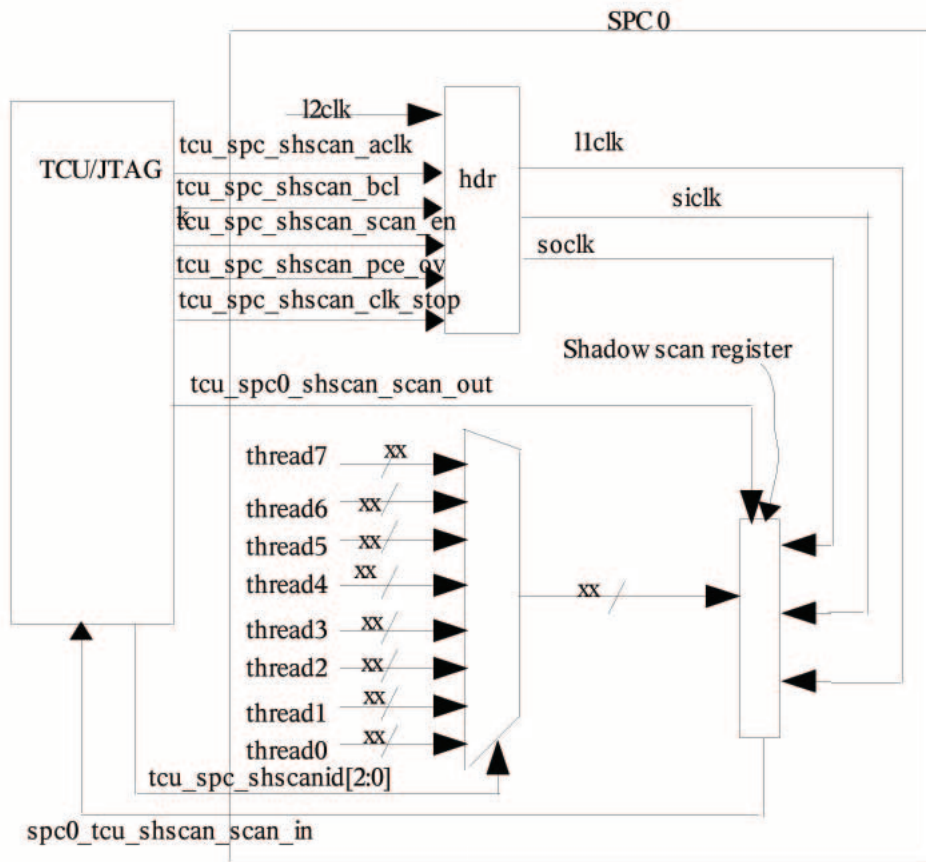 SPC 0
l2clk
tcu_spc_shscan_aclk
l1clk
TCU/JTAG
hdr
tcu_spc_shscan_bcl
k
siclk
tcu_spc_shscan_scan_en
soclk
tcu_spc_shscan_pce_ov
tcu_spc_shscan_clk_stop
Shadow scan register
tcu_spc0_shscan_scan_out
thread7 xx
thread6 xx
thread5 xx
thread4 xx
xx
thread3 xx
thread2 xx
thread1 xx
thread0 xx
tcu_spc_shscanid[2:0]
spc0_tcu_shscan_scan_in